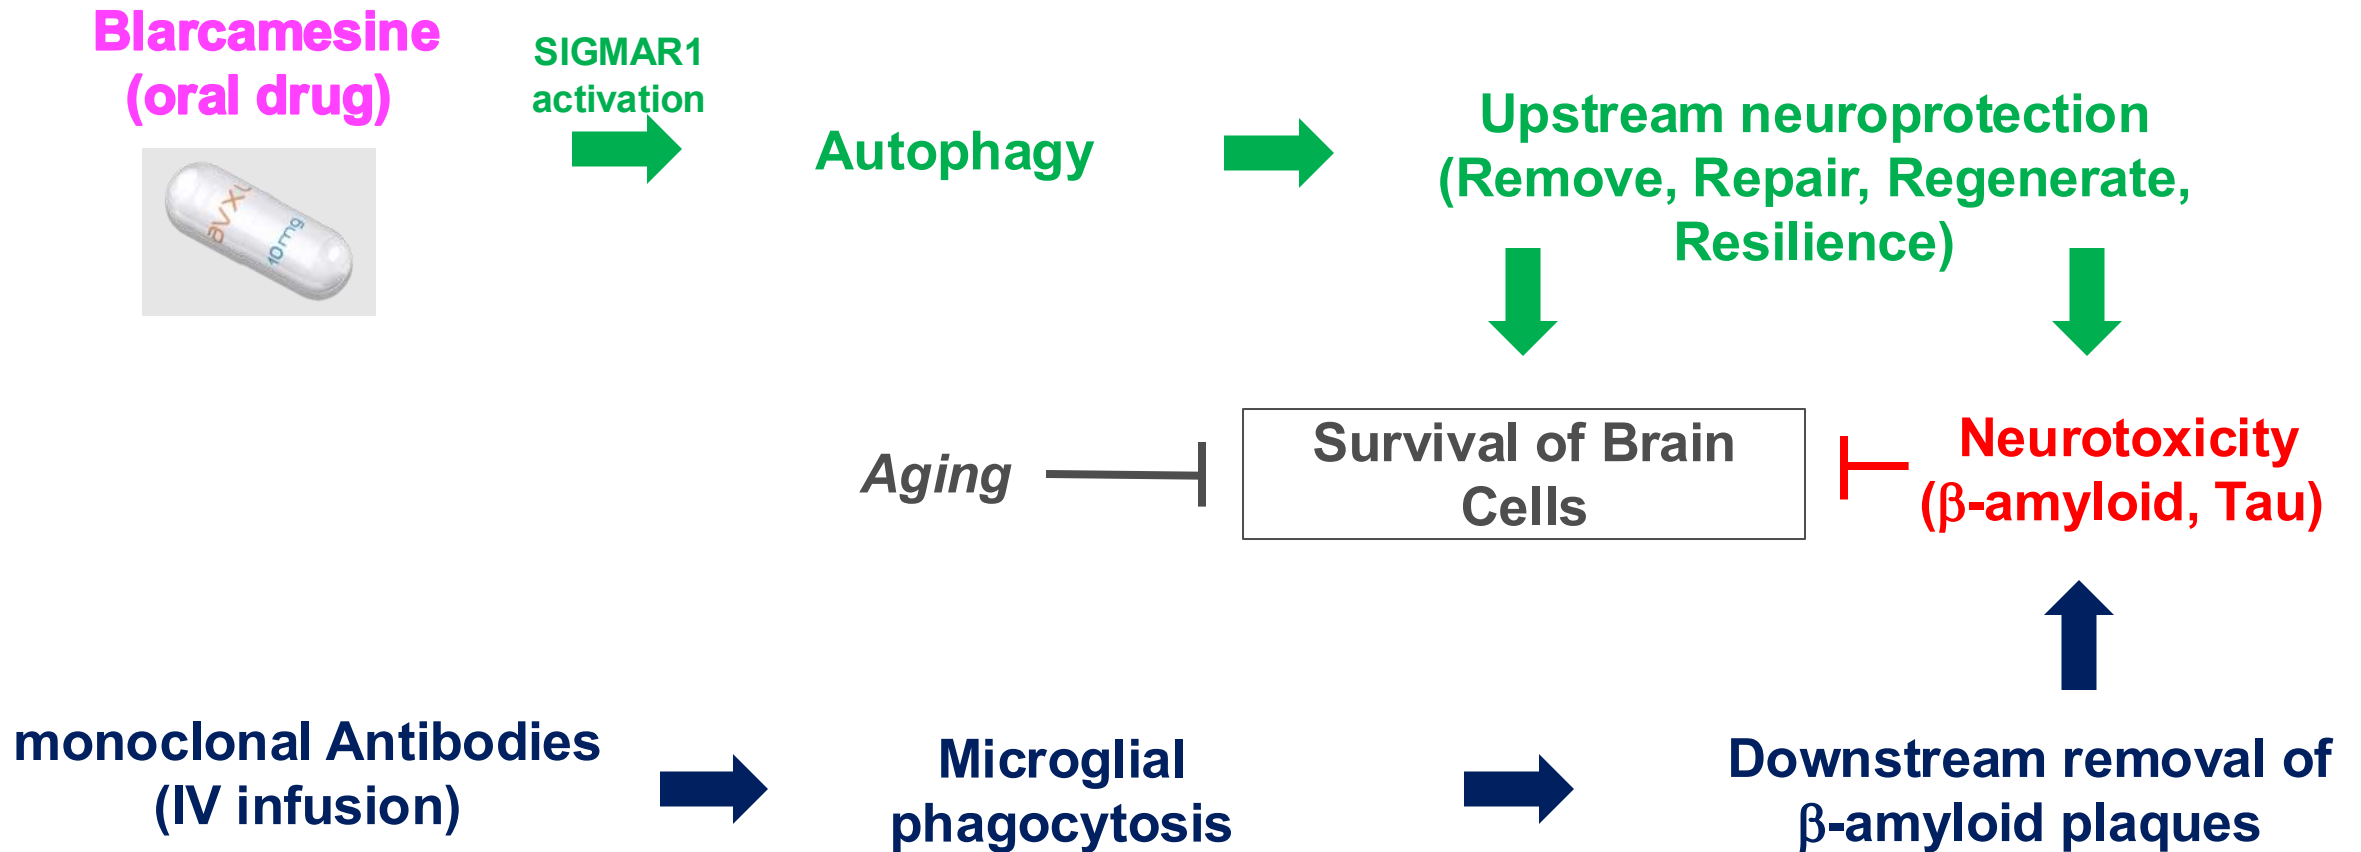 Blarcamesine
(oral drug)
SIGMAR1
activation
Autophagy
Upstream neuroprotection
(Remove, Repair, Regenerate,
Resilience)
10mg
Aging
Survival of Brain
Cells
Neurotoxicity
(β-amyloid, Tau)
monoclonal Antibodies
(IV infusion)
Microglial
phagocytosis
Downstream removal of
β-amyloid plaques